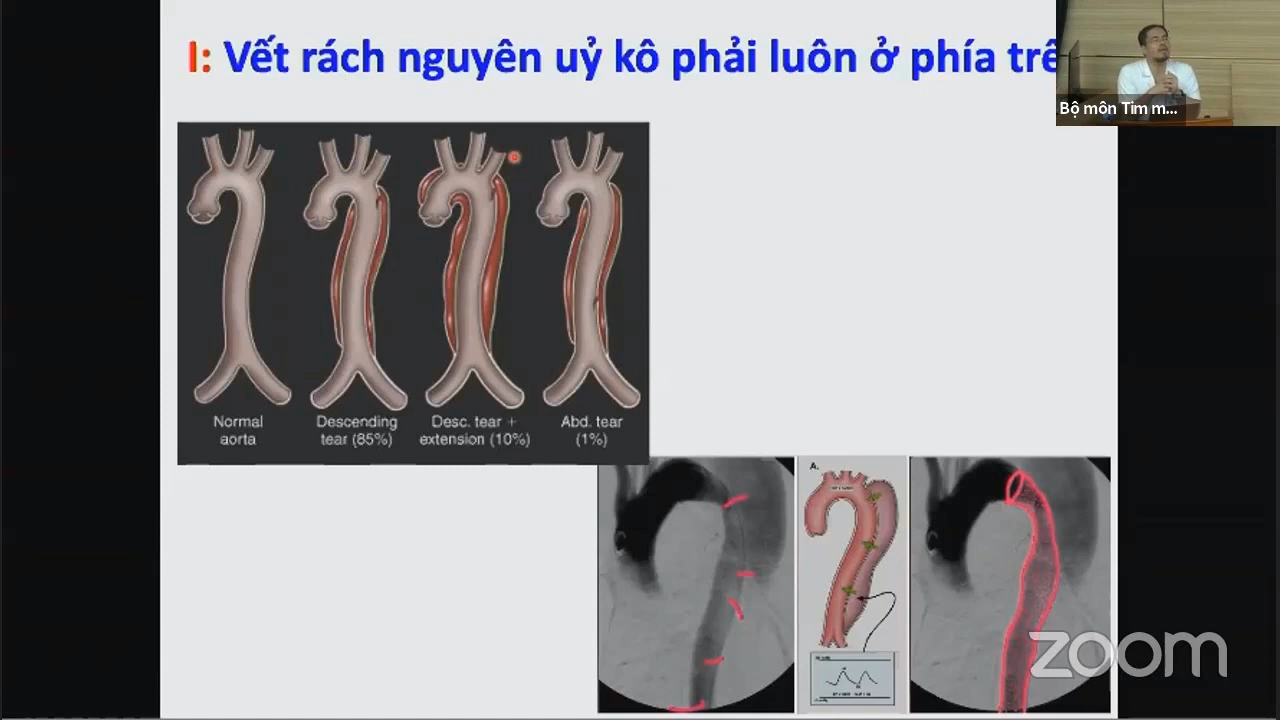 I: Vết rách nguyên uỷ kô phải luôn ở phía trê
Bộ môn Tim m...
Normal
aorta
Descending
tear (85%)
Desc. tear +
extension (10%)
Abd. tear
(1%)
A.
zoom